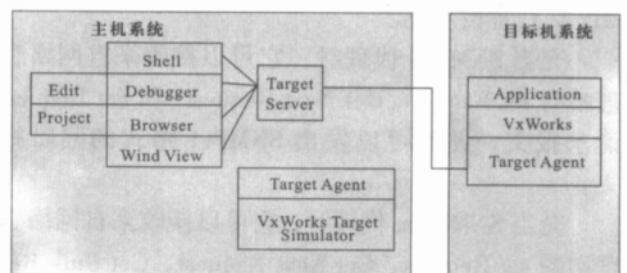 主机系统
目标机系统
Shell
Edit
Debugger
Project
Browser
Wind View
Target
Server
Target Agent
VxWorks Target
Simulator
Application
VxWorks
Target Agent